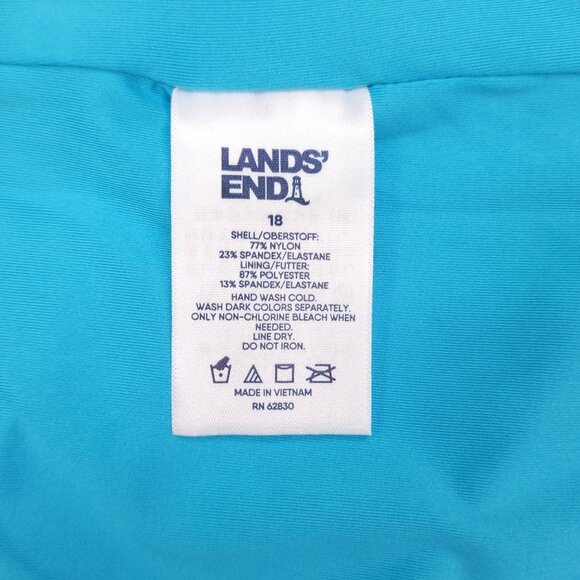 LANDS'
END
18
SHELL/OBERSTOFF:
77% NYLON
23% SPANDEX/ELASTANE
LINING/FUTTER:
87% POLYESTER
13% SPANDEX/ELASTANE
HAND WASH COLD.
WASH DARK COLORS SEPARATELY.
ONLY NON-CHLORINE BLEACH WHEN
NEEDED.
LINE DRY.
DO NOT IRON.
MADE IN VIETNAM
RN 62830